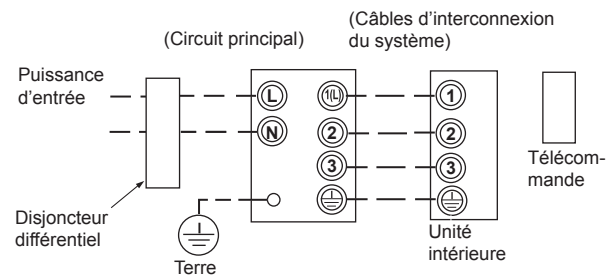 (Câbles d'interconnexion
du système)
(Circuit principal)
Puissance
d'entrée
L
N
1(L)
2
3
1
2
3
Télécom-
mande
Disjoncteur
différentiel
Terre
Unité
intérieure